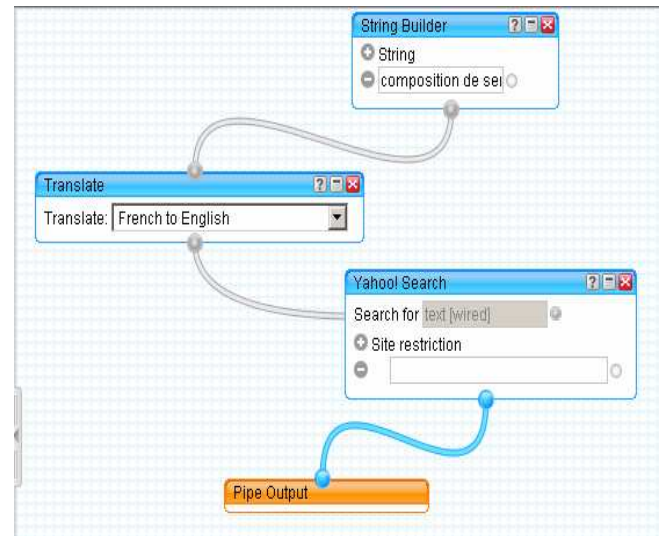 String Builder
String
composition de sei
Translate
Translate: French to English
Yahoo! Search
Search for text [wired]
Site restriction
Pipe Output